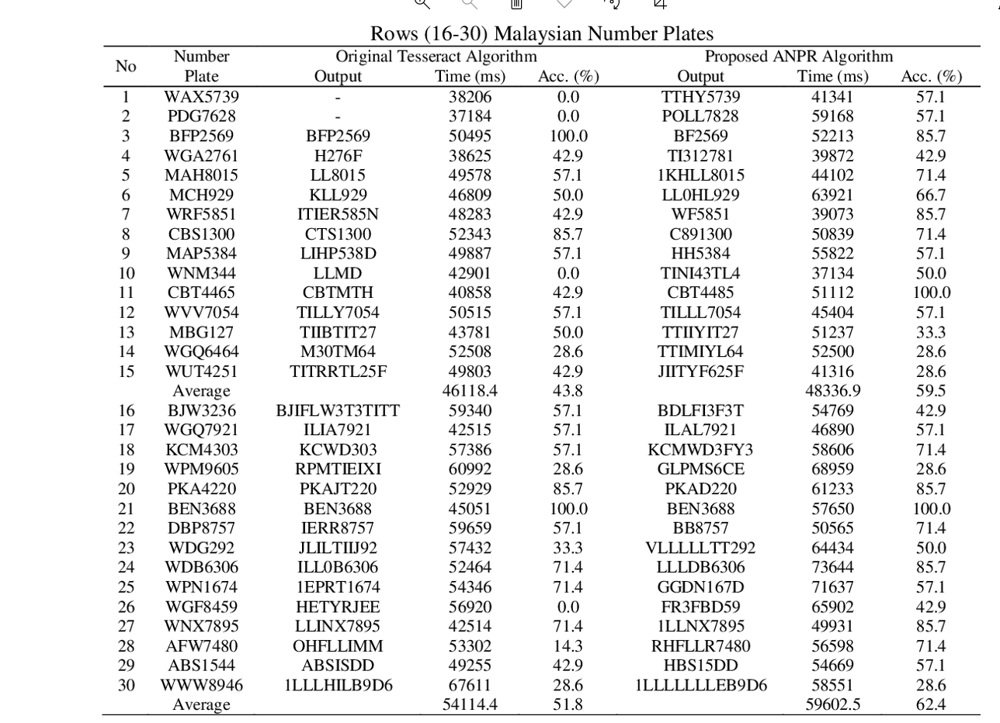 Rows (16-30) Malaysian Number Plates
No Number Plate Original Tesseract Algorithm Proposed ANPR Algorithm
Output Time (ms) Acc. (%) Output Time (ms) Acc. (%)
1 WAX5739 - 38206 0.0 TTHY5739 41341 57.1
2 PDG7628 - 37184 0.0 POLL7828 59168 57.1
3 BFP2569 BFP2569 50495 100.0 BF2569 52213 85.7
4 WGA2761 H276F 38625 42.9 TI312781 39872 42.9
5 MAH8015 LL8015 49578 57.1 1KHLL8015 44102 71.4
6 MCH929 KLL929 46809 50.0 LL0HL929 63921 66.7
7 WRF5851 ITIER585N 48283 42.9 WF5851 39073 85.7
8 CBS1300 CTS1300 52343 85.7 C891300 50839 71.4
9 MAP5384 LIHP538D 49887 57.1 HH5384 55822 57.1
10 WNM344 LLMD 42901 0.0 TINI43TL4 37134 50.0
11 CBT4465 CBTMTH 40858 42.9 CBT4485 51112 100.0
12 WVV7054 TILLY7054 50515 57.1 TILLL7054 45404 57.1
13 MBG127 TIIBTIT27 43781 50.0 TTIIYIT27 51237 33.3
14 WGQ6464 M30TM64 52508 28.6 TTIMIYL64 52500 28.6
15 WUT4251 TITRRTL25F 49803 42.9 JIITYF625F 41316 28.6
Average 46118.4 43.8 48336.9 59.5
16 BJW3236 BJIFLW3T3TITT 59340 57.1 BDLFI3F3T 54769 42.9
17 WGQ7921 ILIA7921 42515 57.1 ILAL7921 46890 57.1
18 KCM4303 KCWD303 57386 57.1 KCMWD3FY3 58606 71.4
19 WPM9605 RPMTIEIXI 60992 28.6 GLPMS6CE 68959 28.6
20 PKA4220 PKAJT220 52929 85.7 PKAD220 61233 85.7
21 BEN3688 BEN3688 45051 100.0 BEN3688 57650 100.0
22 DBP8757 IERR8757 59659 57.1 BB8757 50565 71.4
23 WDG292 JLILTIIJ92 57432 33.3 VLLLLLTT292 64434 50.0
24 WDB6306 ILL0B6306 52464 71.4 LLLDB6306 73644 85.7
25 WPN1674 1EPRT1674 54346 71.4 GGDN167D 71637 57.1
26 WGF8459 HETYRJEE 56920 0.0 FR3FBD59 65902 42.9
27 WNX7895 LLINX7895 42514 71.4 1LLNX7895 49931 85.7
28 AFW7480 OHFLLIMM 53302 14.3 RHFLLR7480 56598 71.4
29 ABS1544 ABSISDD 49255 42.9 HBS15DD 54669 57.1
30 WWW8946 1LLLHILB9D6 67611 28.6 1LLLLLLLEB9D6 58551 28.6
Average 54114.4 51.8 59602.5 62.4